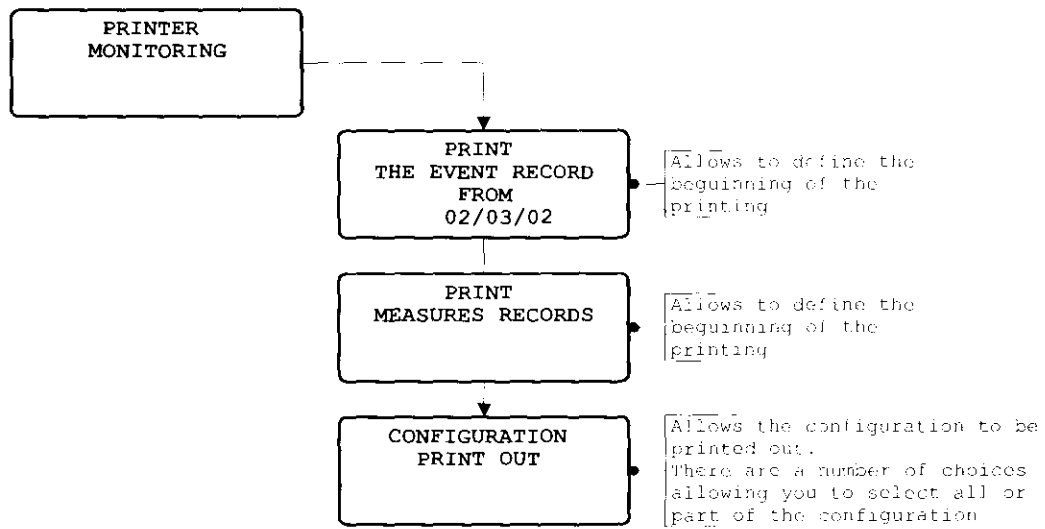 PRINTER
MONITORING
PRINT
THE EVENT RECORD
FROM
02/03/02
Allows to define the
beguinning of the
printing
PRINT
MEASURES RECORDS
Allows to define the
beguinning of the
printing
CONFIGURATION
PRINT OUT
Allows the configuration to be
printed out.
There are a number of choices
allowing you to select all or
part of the configuration